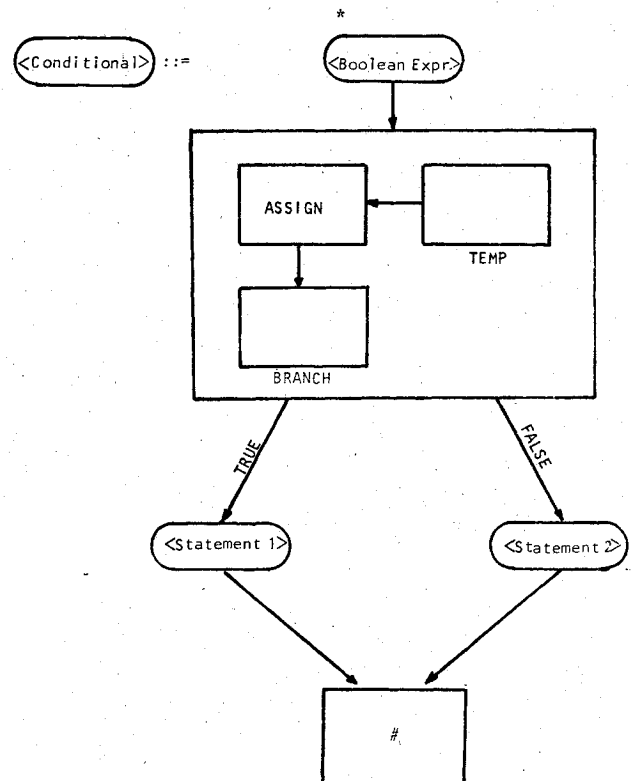 *
<Conditional> ::=
<Boolean Expr.>
ASSIGN
TEMP
BRANCH
TRUE
FALSE
<Statement 1>
<Statement 2>
#